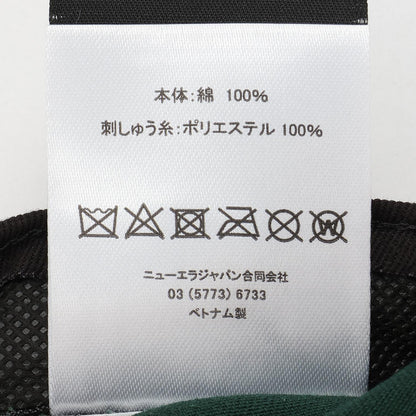 本体:綿 100%
刺しゅう糸:ポリエステル 100%
W
ニューエラジャパン合同会社
03 (5773) 6733
ベトナム製